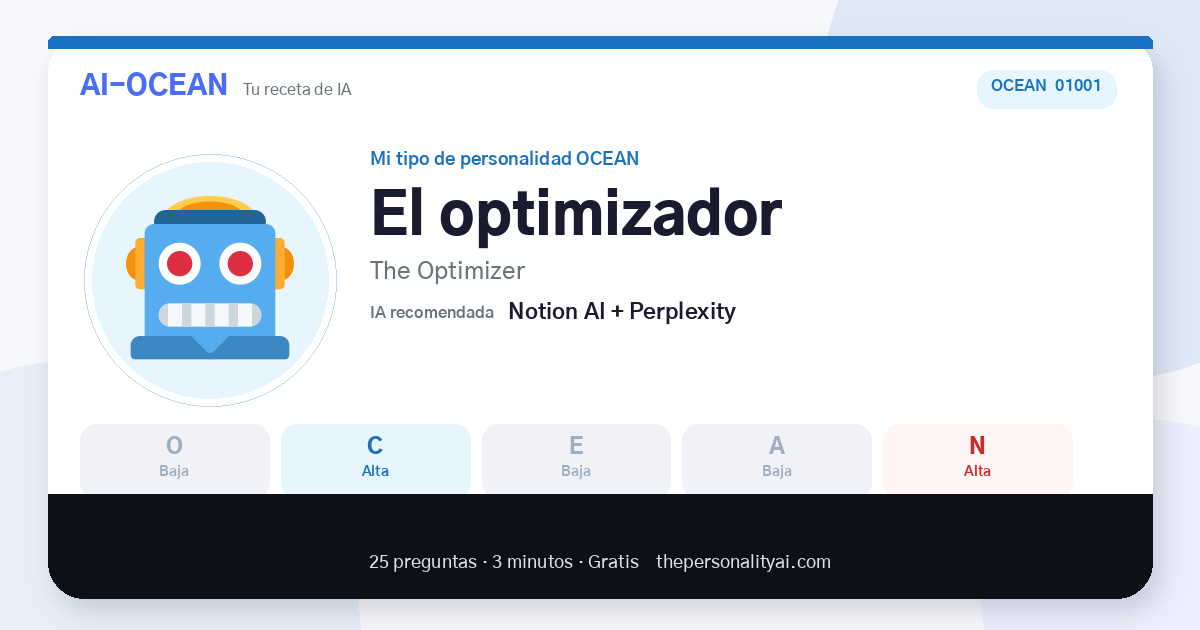 AI-OCEAN Tu receta de IA
OCEAN 01001
Mi tipo de personalidad OCEAN
El optimizador
The Optimizer
IA recomendada Notion AI + Perplexity
O
Baja
C
Alta
E
Baja
A
Baja
N
Alta
25 preguntas · 3 minutos · Gratis thepersonalityai.com